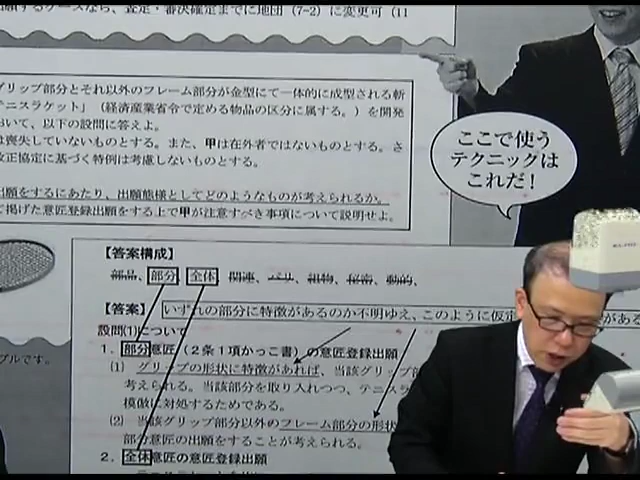 出願するケースなら、査定・審決確定までに地団（7-2）に変更可（11
グリップ部分とそれ以外のフレーム部分が金型にて一体的に成型される斬
テニスラケット」（経済産業省令で定める物品の区分に属する。）を開発
おいて、以下の設問に答えよ。
は喪失していないものとする。また、甲は在外者ではないものとする。さ
改正協定に基づく特例は考慮しないものとする。
出願をするにあたり、出願態様としてどのようなものが考えられるか。
て掲げた意匠登録出願をする上で甲が注意すべき事項について説明せよ。
ここで使う
テクニックは
これだ！
【答案構成】
部品、部分、全体 関連、バリ、組物、秘密、動的、
【答案】いずれの部分に特徴があるのか不明ゆえ、このように仮定
ある
設問(1)について
1．部分意匠（2条1項かっこ書）の意匠登録出願
(1) グリップの形状に特徴があれば、当該グリップ部
考えられる。当該部分を取り入れつつ、テニスラ
模倣に対処するためである。
(2) 当該グリップ部分以外のフレーム部分の形状
部分意匠の出願をすることが考えられる。
2．全体意匠の意匠登録出願
プルです。